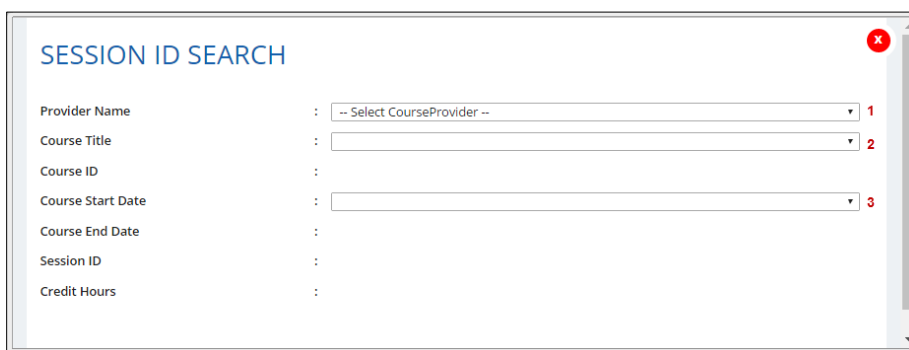 SESSION ID SEARCH
X
Provider Name : -- Select CourseProvider -- 1
Course Title : 2
Course ID :
Course Start Date : 3
Course End Date :
Session ID :
Credit Hours :